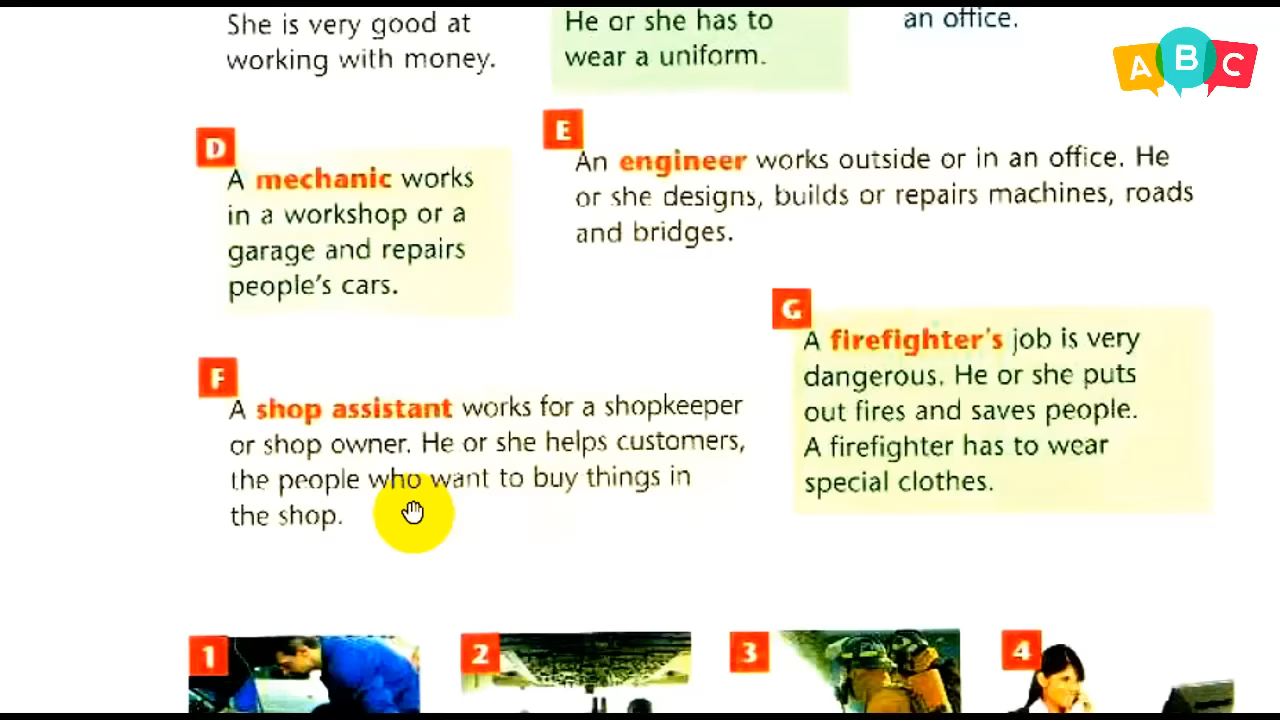 She is very good at
working with money.
He or she has to
wear a uniform.
an office.
A B C
D
A mechanic works
in a workshop or a
garage and repairs
people's cars.
E
An engineer works outside or in an office. He
or she designs, builds or repairs machines, roads
and bridges.
F
A shop assistant works for a shopkeeper
or shop owner. He or she helps customers,
the people who want to buy things in
the shop.
G
A firefighter's job is very
dangerous. He or she puts
out fires and saves people.
A firefighter has to wear
special clothes.
1
2
3
4